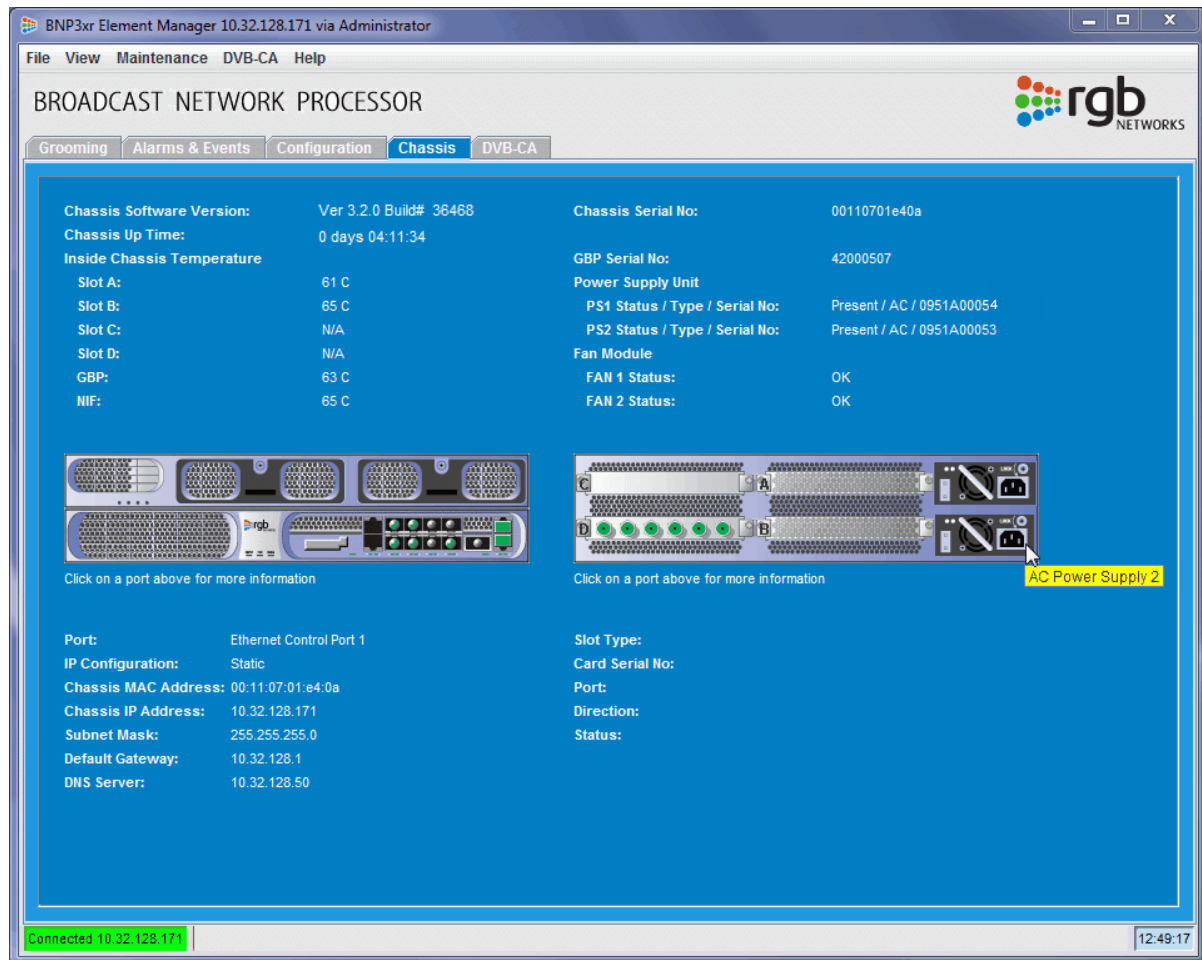 BNP3xr Element Manager 10.32.128.171 via Administrator
File View Maintenance DVB-CA Help
BROADCAST NETWORK PROCESSOR
rgb
NETWORKS
Grooming Alarms & Events Configuration Chassis DVB-CA
Chassis Software Version: Ver 3.2.0 Build# 36468
Chassis Up Time: 0 days 04:11:34
Inside Chassis Temperature
Slot A: 61 C
Slot B: 65 C
Slot C: N/A
Slot D: N/A
GBP: 63 C
NIF: 65 C
Chassis Serial No: 00110701e40a
GBP Serial No: 42000507
Power Supply Unit
PS1 Status / Type / Serial No: Present / AC / 0951A00054
PS2 Status / Type / Serial No: Present / AC / 0951A00053
Fan Module
FAN 1 Status: OK
FAN 2 Status: OK
rgb
C A
D B
Click on a port above for more information
Click on a port above for more information
AC Power Supply 2
Port: Ethernet Control Port 1
IP Configuration: Static
Chassis MAC Address: 00:11:07:01:e4:0a
Chassis IP Address: 10.32.128.171
Subnet Mask: 255.255.255.0
Default Gateway: 10.32.128.1
DNS Server: 10.32.128.50
Slot Type:
Card Serial No:
Port:
Direction:
Status:
Connected 10.32.128.171
12:49:17